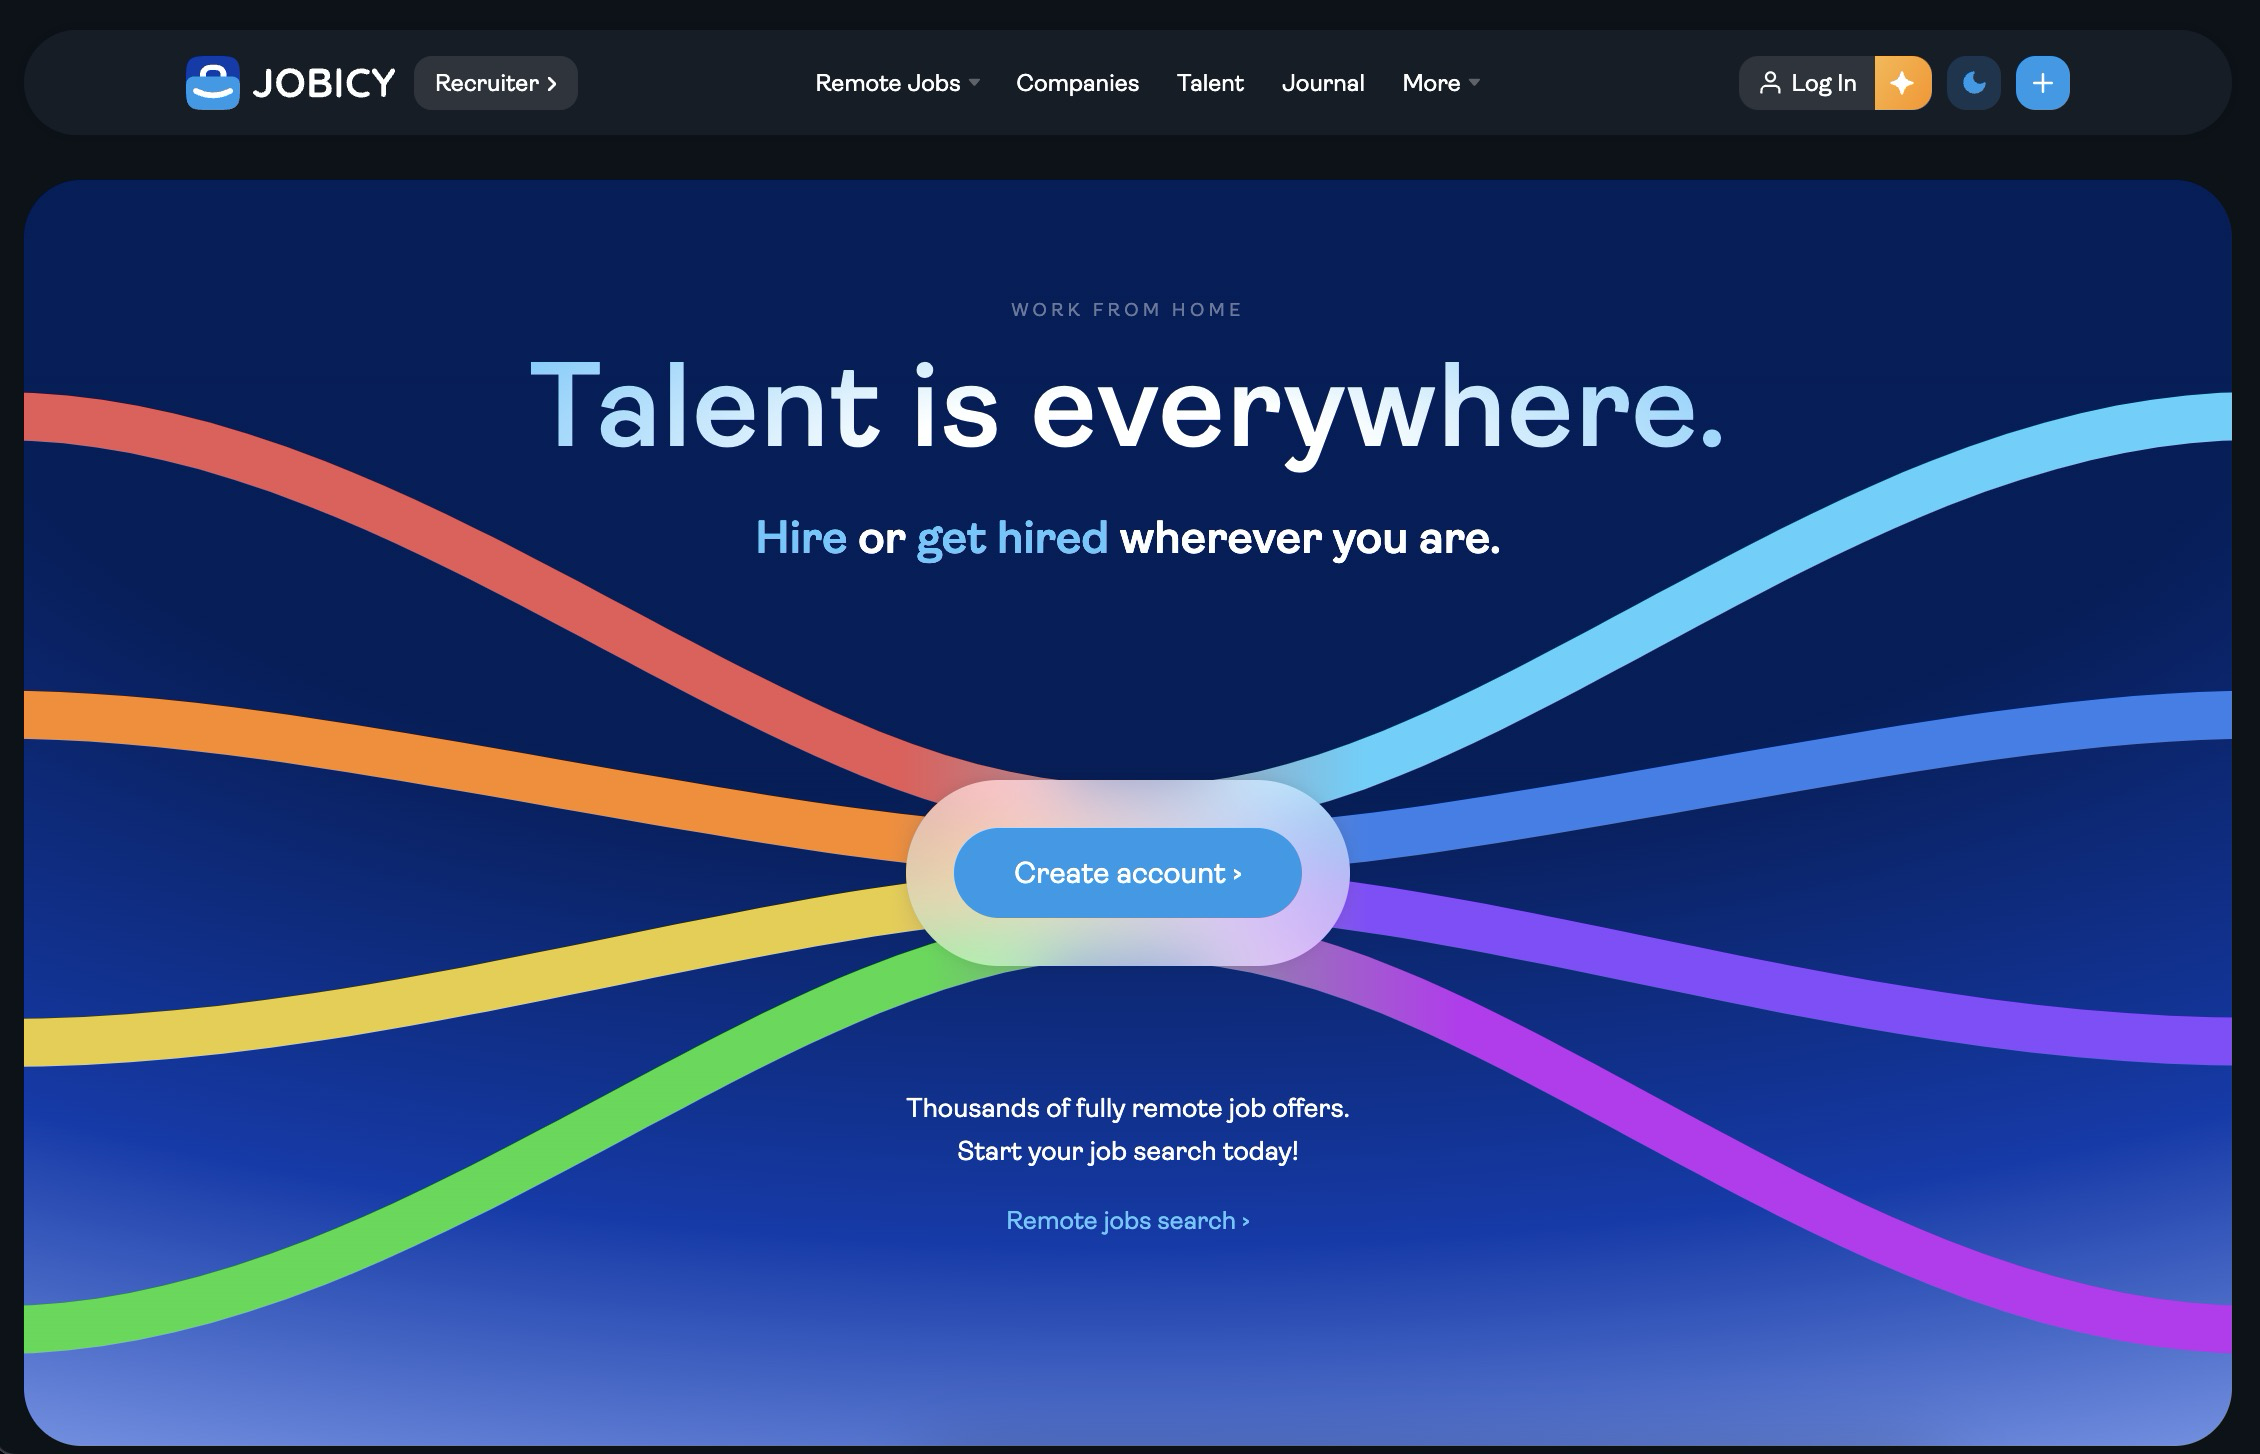 JOBICY
Recruiter ›
Remote Jobs
Companies
Talent
Journal
More
Log In
WORK FROM HOME
Talent is everywhere.
Hire or get hired wherever you are.
Create account ›
Thousands of fully remote job offers.
Start your job search today!
Remote jobs search ›